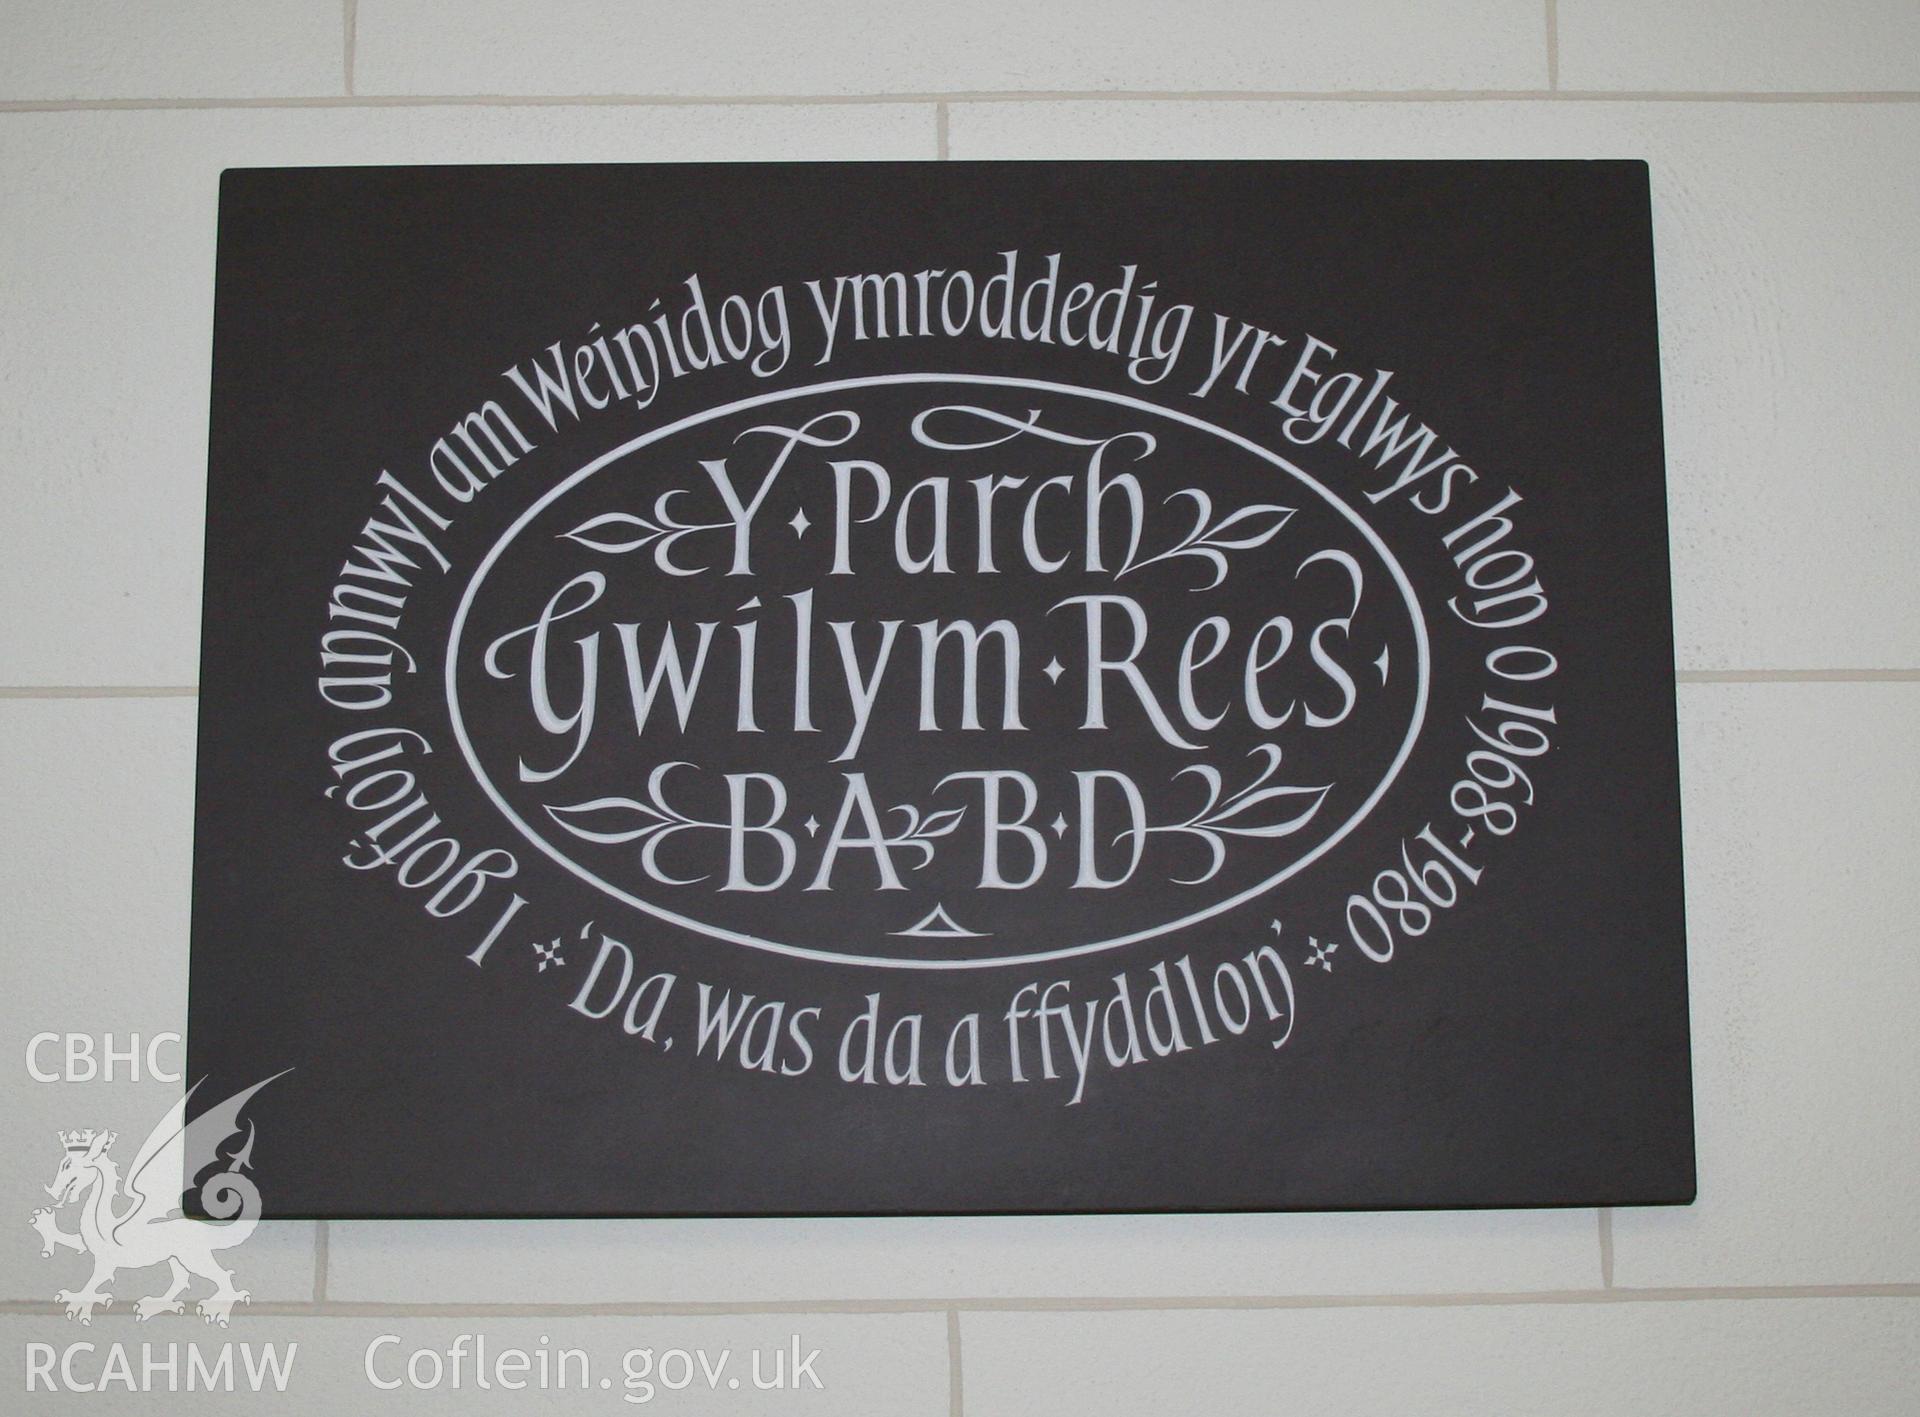 I gofio'n annwyl am Weinidog ymroddedig yr Eglwys hon o 1968-1980
Y·Parch
Gwilym·Rees·
B·A B·D
'Da, was da a ffyddlon'
CBHC
RCAHMW
Coflein.gov.uk